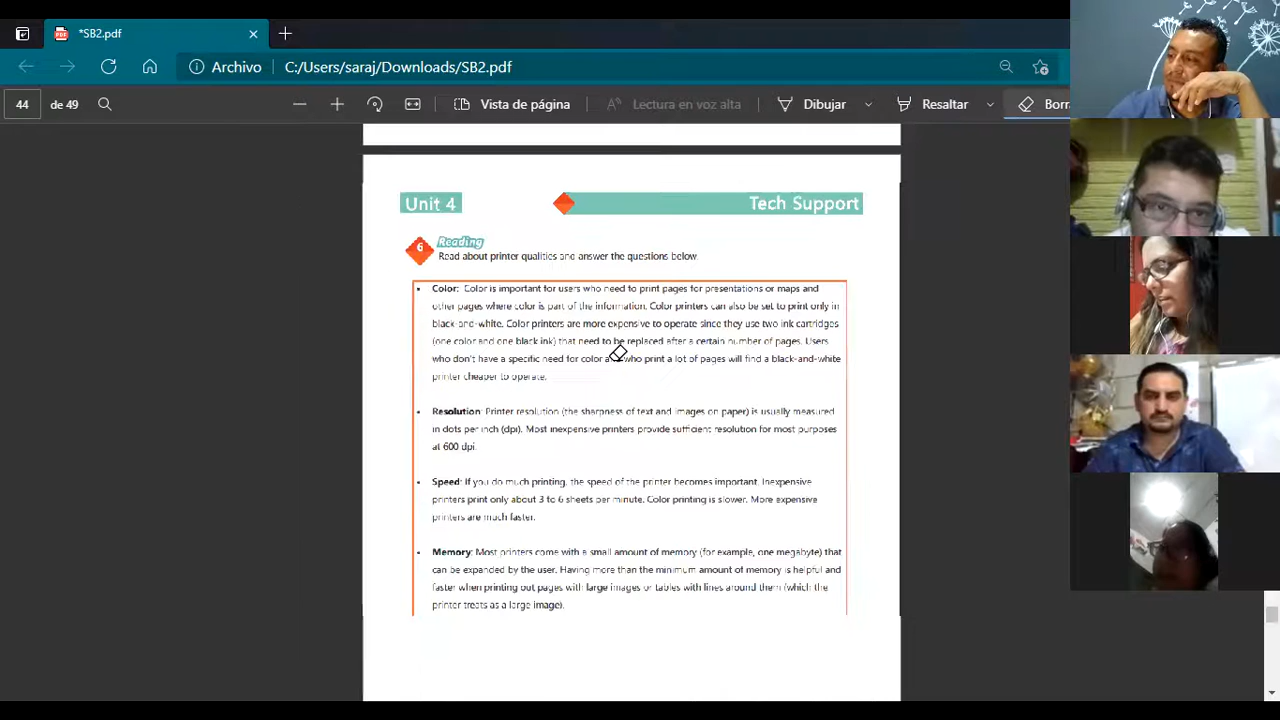 *SB2.pdf
Archivo C:/Users/saraj/Downloads/SB2.pdf
44 de 49 Vista de página Lectura en voz alta Dibujar Resaltar Borra
Unit 4 Tech Support
6 Reading
Read about printer qualities and answer the questions below.
• Color: Color is important for users who need to print pages for presentations or maps and
other pages where color is part of the information. Color printers can also be set to print only in
black-and-white. Color printers are more expensive to operate since they use two ink cartridges
(one color and one black ink) that need to be replaced after a certain number of pages. Users
who don't have a specific need for color who print a lot of pages will find a black-and-white
printer cheaper to operate.
• Resolution: Printer resolution (the sharpness of text and images on paper) is usually measured
in dots per inch (dpi). Most inexpensive printers provide sufficient resolution for most purposes
at 600 dpi.
• Speed: If you do much printing, the speed of the printer becomes important. Inexpensive
printers print only about 3 to 6 sheets per minute. Color printing is slower. More expensive
printers are much faster.
• Memory: Most printers come with a small amount of memory (for example, one megabyte) that
can be expanded by the user. Having more than the minimum amount of memory is helpful and
faster when printing out pages with large images or tables with lines around them (which the
printer treats as a large image).